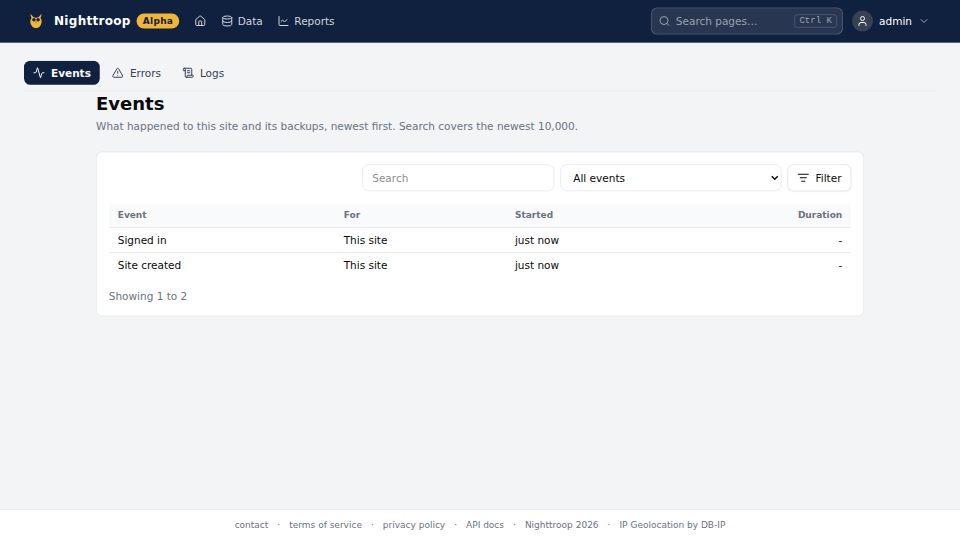 Nighttroop Alpha Data Reports Search pages... Ctrl K admin
Events Errors Logs
Events
What happened to this site and its backups, newest first. Search covers the newest 10,000.
Search All events Filter
Event For Started Duration
Signed in This site just now -
Site created This site just now -
Showing 1 to 2
contact · terms of service · privacy policy · API docs · Nighttroop 2026 · IP Geolocation by DB-IP